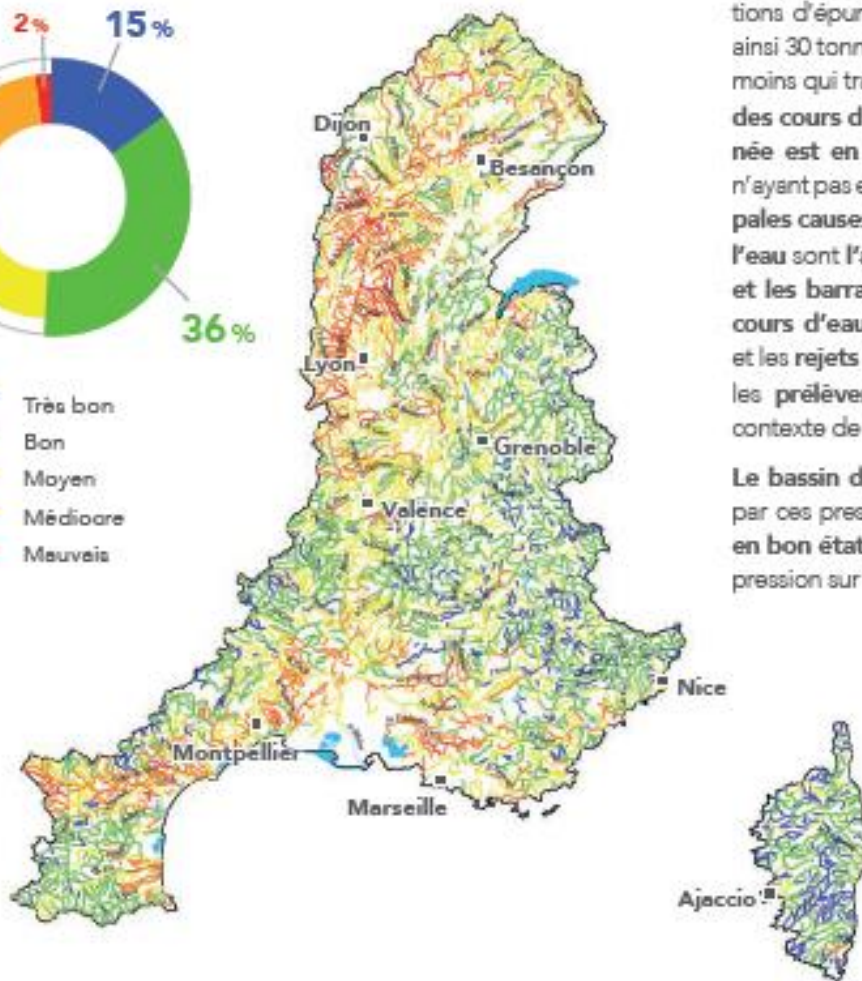 2%
15%
36%
Très bon
Bon
Moyen
Médiocre
Mauvais
Dijon
Besançon
Lyon
Grenoble
Valence
Nice
Montpellier
Marseille
Ajaccio
tions d'épur
ainsi 30 tonn
moins qui tri
des cours d
née est en
n'ayant pas e
pales causes
l'eau sont l'a
et les barra
cours d'eau
et les rejets
les prélève
contexte de
Le bassin d
par ces pres
en bon état
pression sur